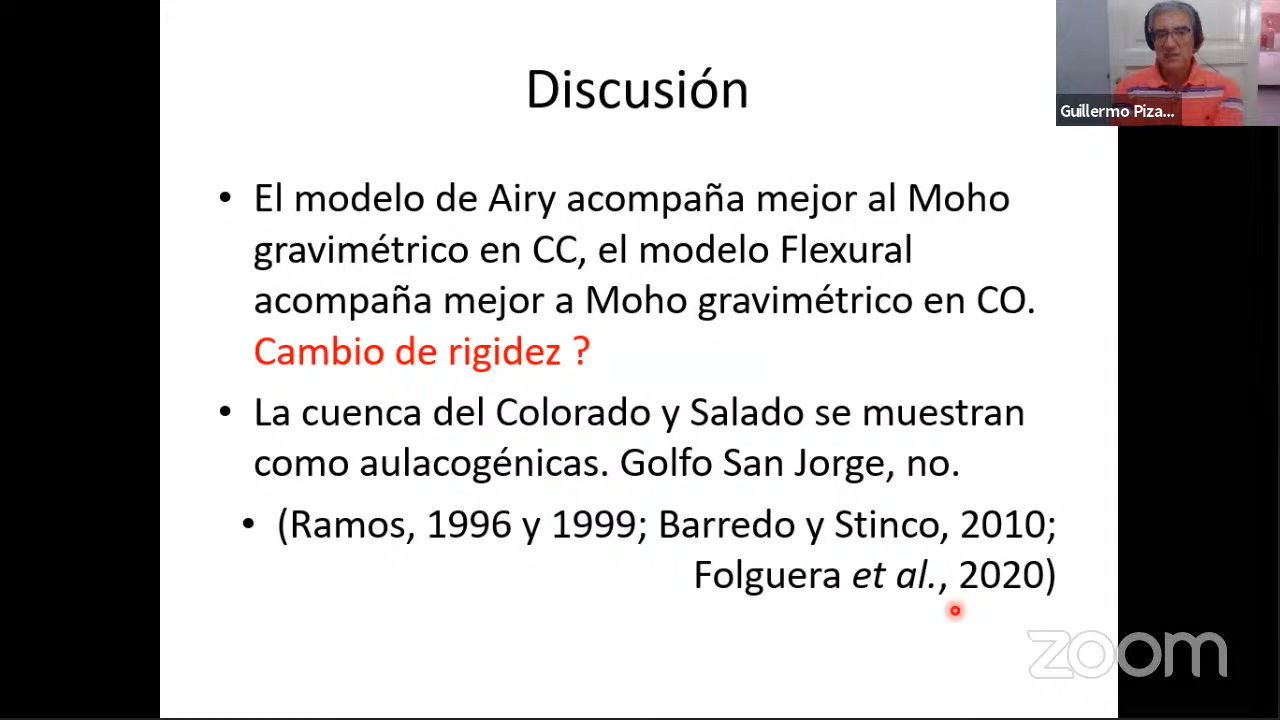 Discusión
Guillermo Piza...
• El modelo de Airy acompaña mejor al Moho
gravimétrico en CC, el modelo Flexural
acompaña mejor a Moho gravimétrico en CO.
Cambio de rigidez ?
• La cuenca del Colorado y Salado se muestran
como aulacogénicas. Golfo San Jorge, no.
• (Ramos, 1996 y 1999; Barredo y Stinco, 2010;
Folguera et al., 2020)
zoom